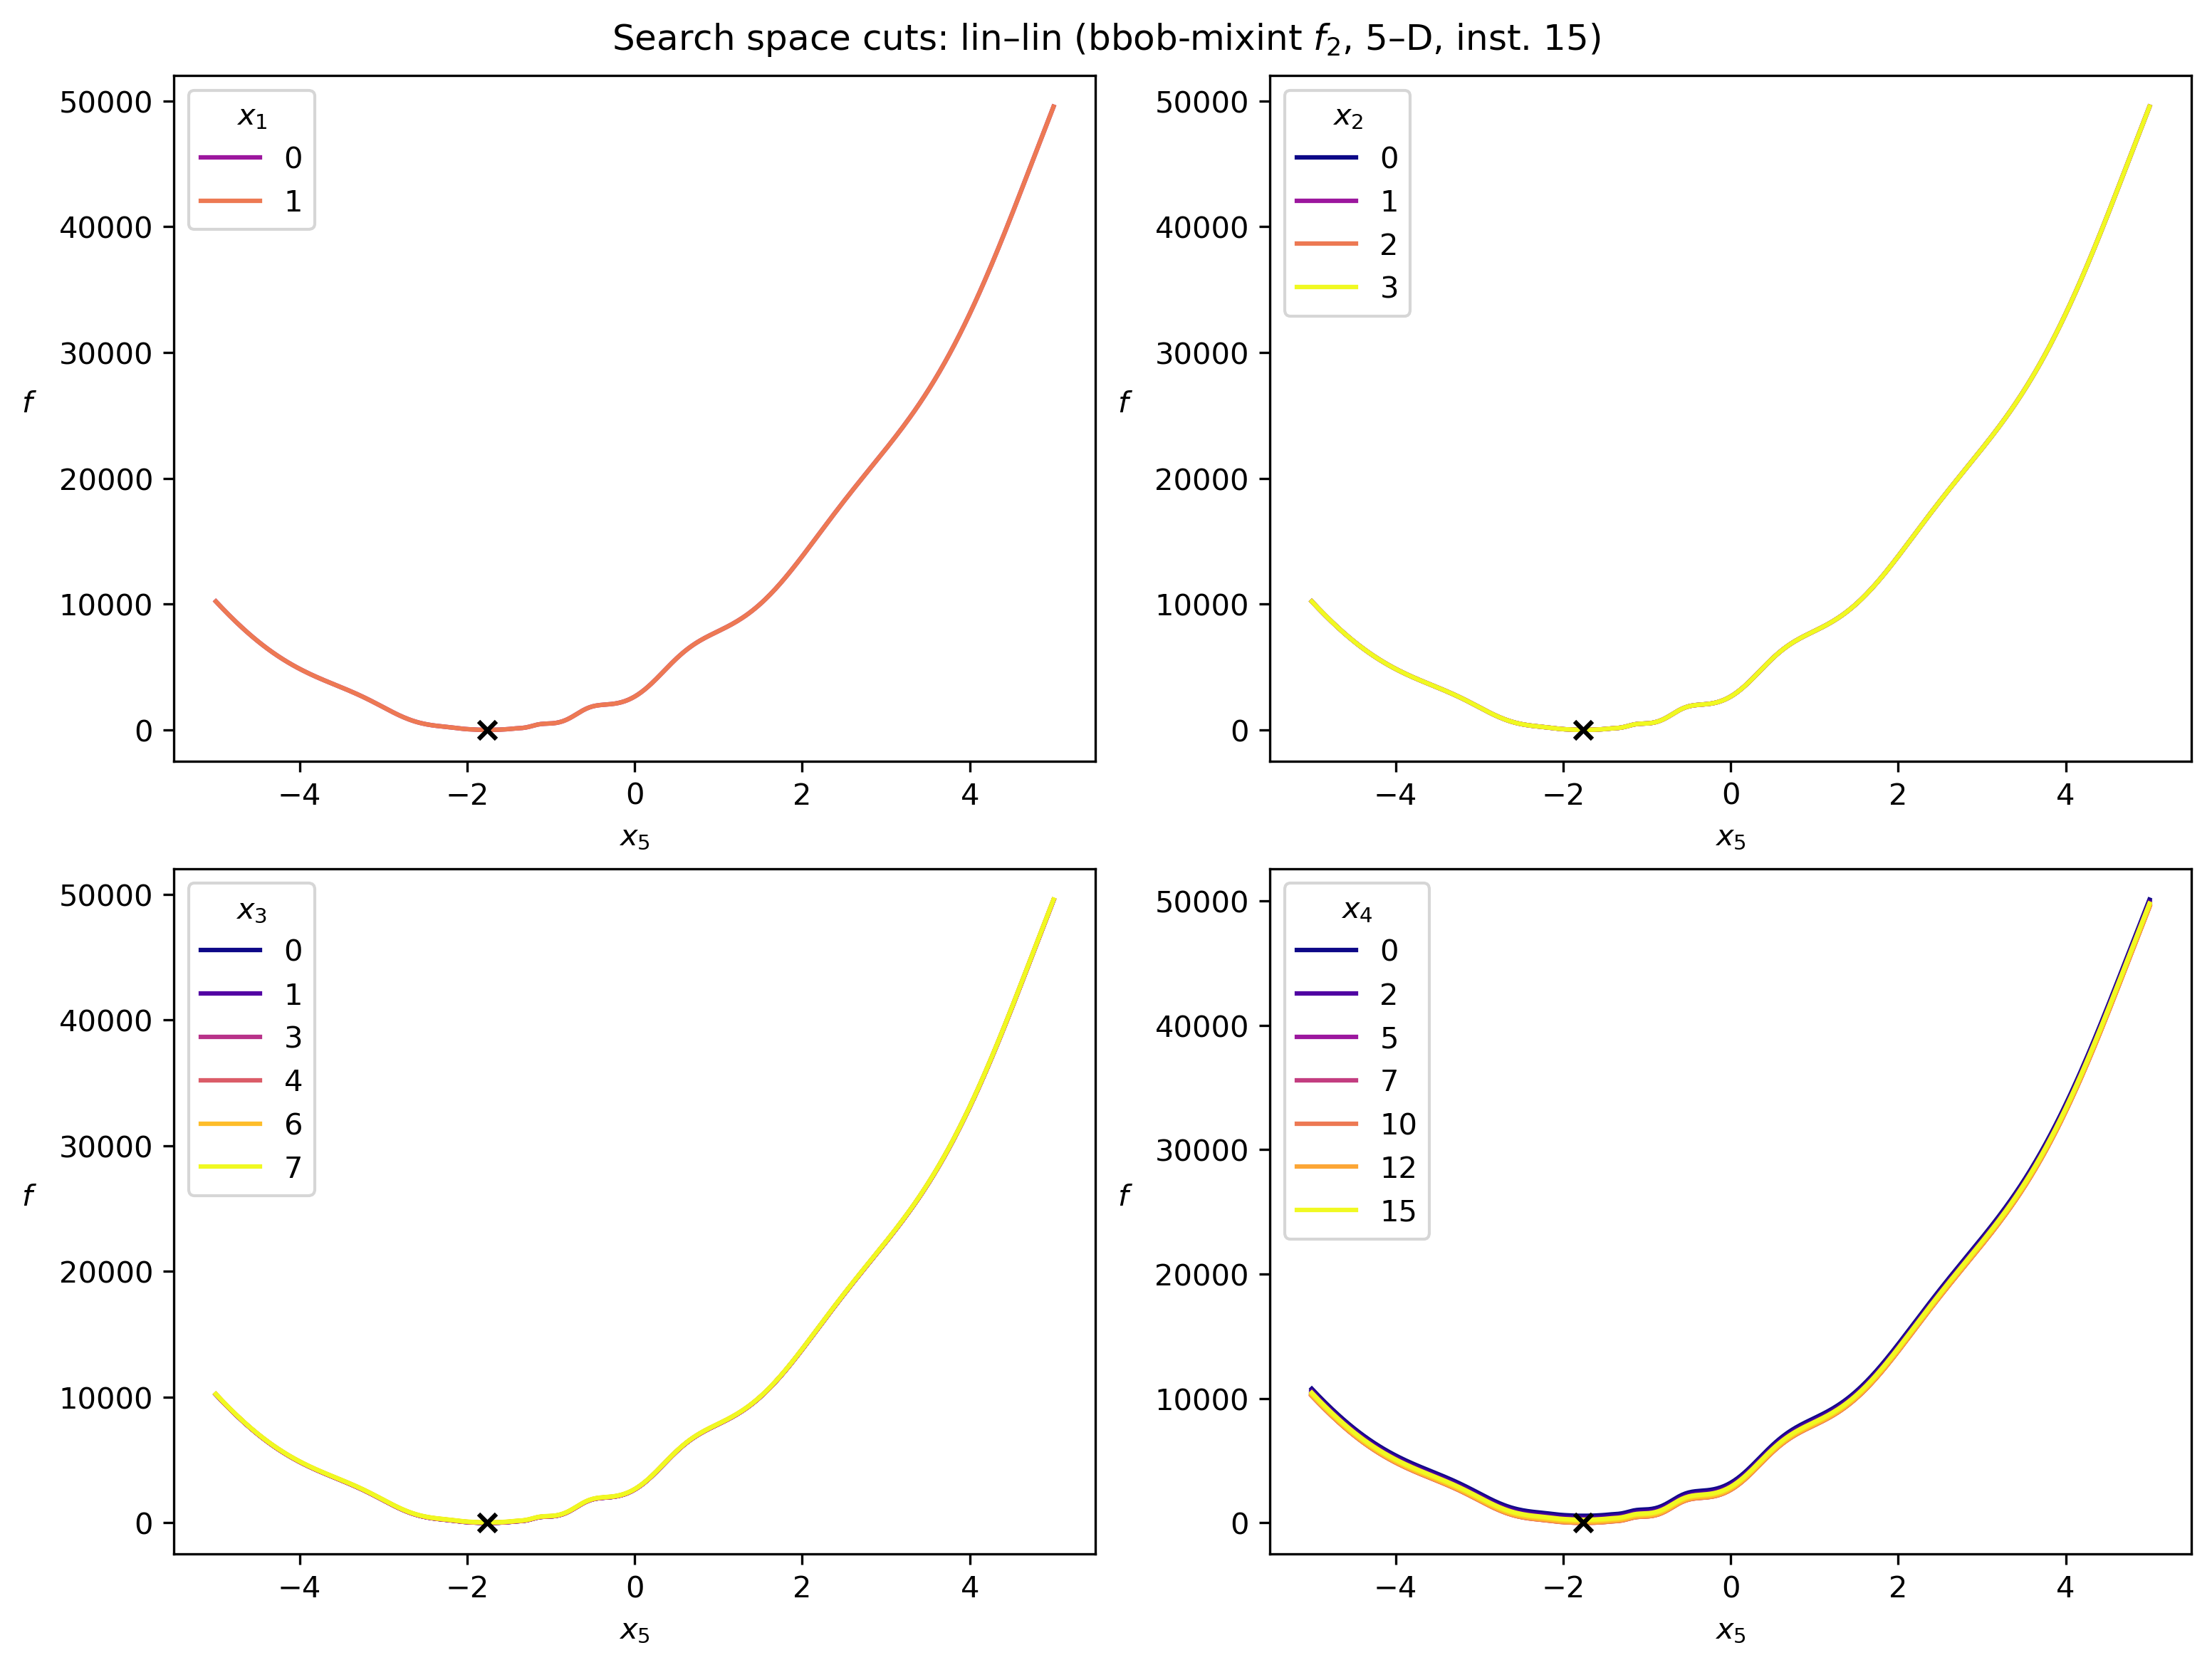 Search space cuts: lin–lin (bbob-mixint f₂, 5–D, inst. 15)
x₁
0
1
50000
40000
30000
20000
10000
0
f
−4 −2 0 2 4
x₅
x₂
0
1
2
3
50000
40000
30000
20000
10000
0
f
−4 −2 0 2 4
x₅
x₃
0
1
3
4
6
7
50000
40000
30000
20000
10000
0
f
−4 −2 0 2 4
x₅
x₄
0
2
5
7
10
12
15
50000
40000
30000
20000
10000
0
f
−4 −2 0 2 4
x₅